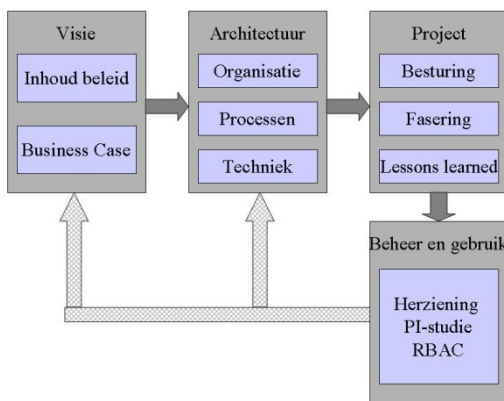 Visie
Inhoud beleid
Business Case
Architectuur
Organisatie
Processen
Techniek
Project
Besturing
Fasering
Lessons learned
Beheer en gebruik
Herziening
PI-studie
RBAC